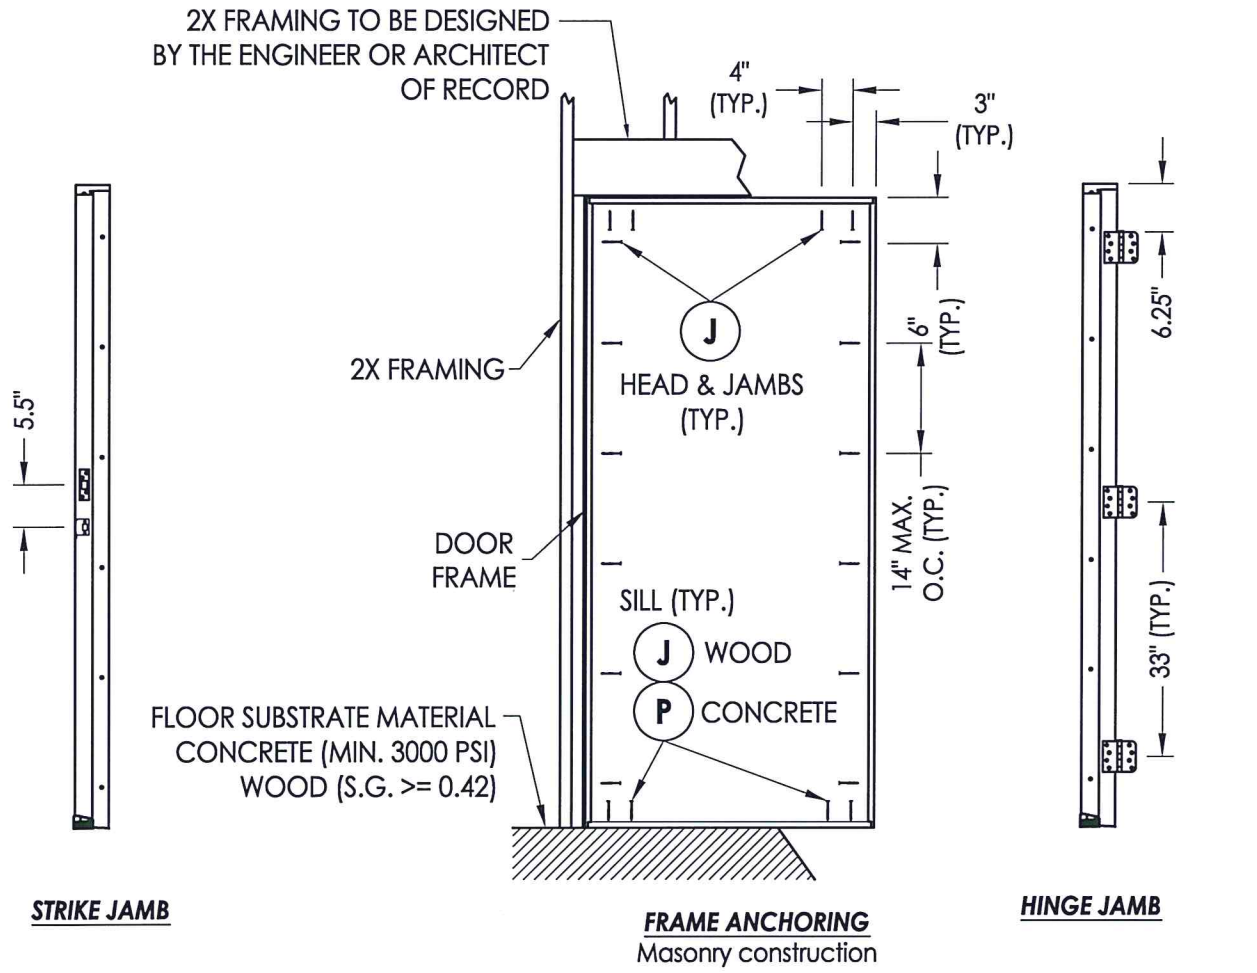 2X FRAMING TO BE DESIGNED
BY THE ENGINEER OR ARCHITECT
OF RECORD
4"
(TYP.)
3"
(TYP.)
6"
(TYP.)
6.25"
J
HEAD & JAMBS
(TYP.)
2X FRAMING
5.5"
14" MAX.
O.C. (TYP.)
DOOR
FRAME
SILL (TYP.)
J WOOD
P CONCRETE
33" (TYP.)
FLOOR SUBSTRATE MATERIAL
CONCRETE (MIN. 3000 PSI)
WOOD (S.G. >= 0.42)
STRIKE JAMB
FRAME ANCHORING
Masonry construction
HINGE JAMB